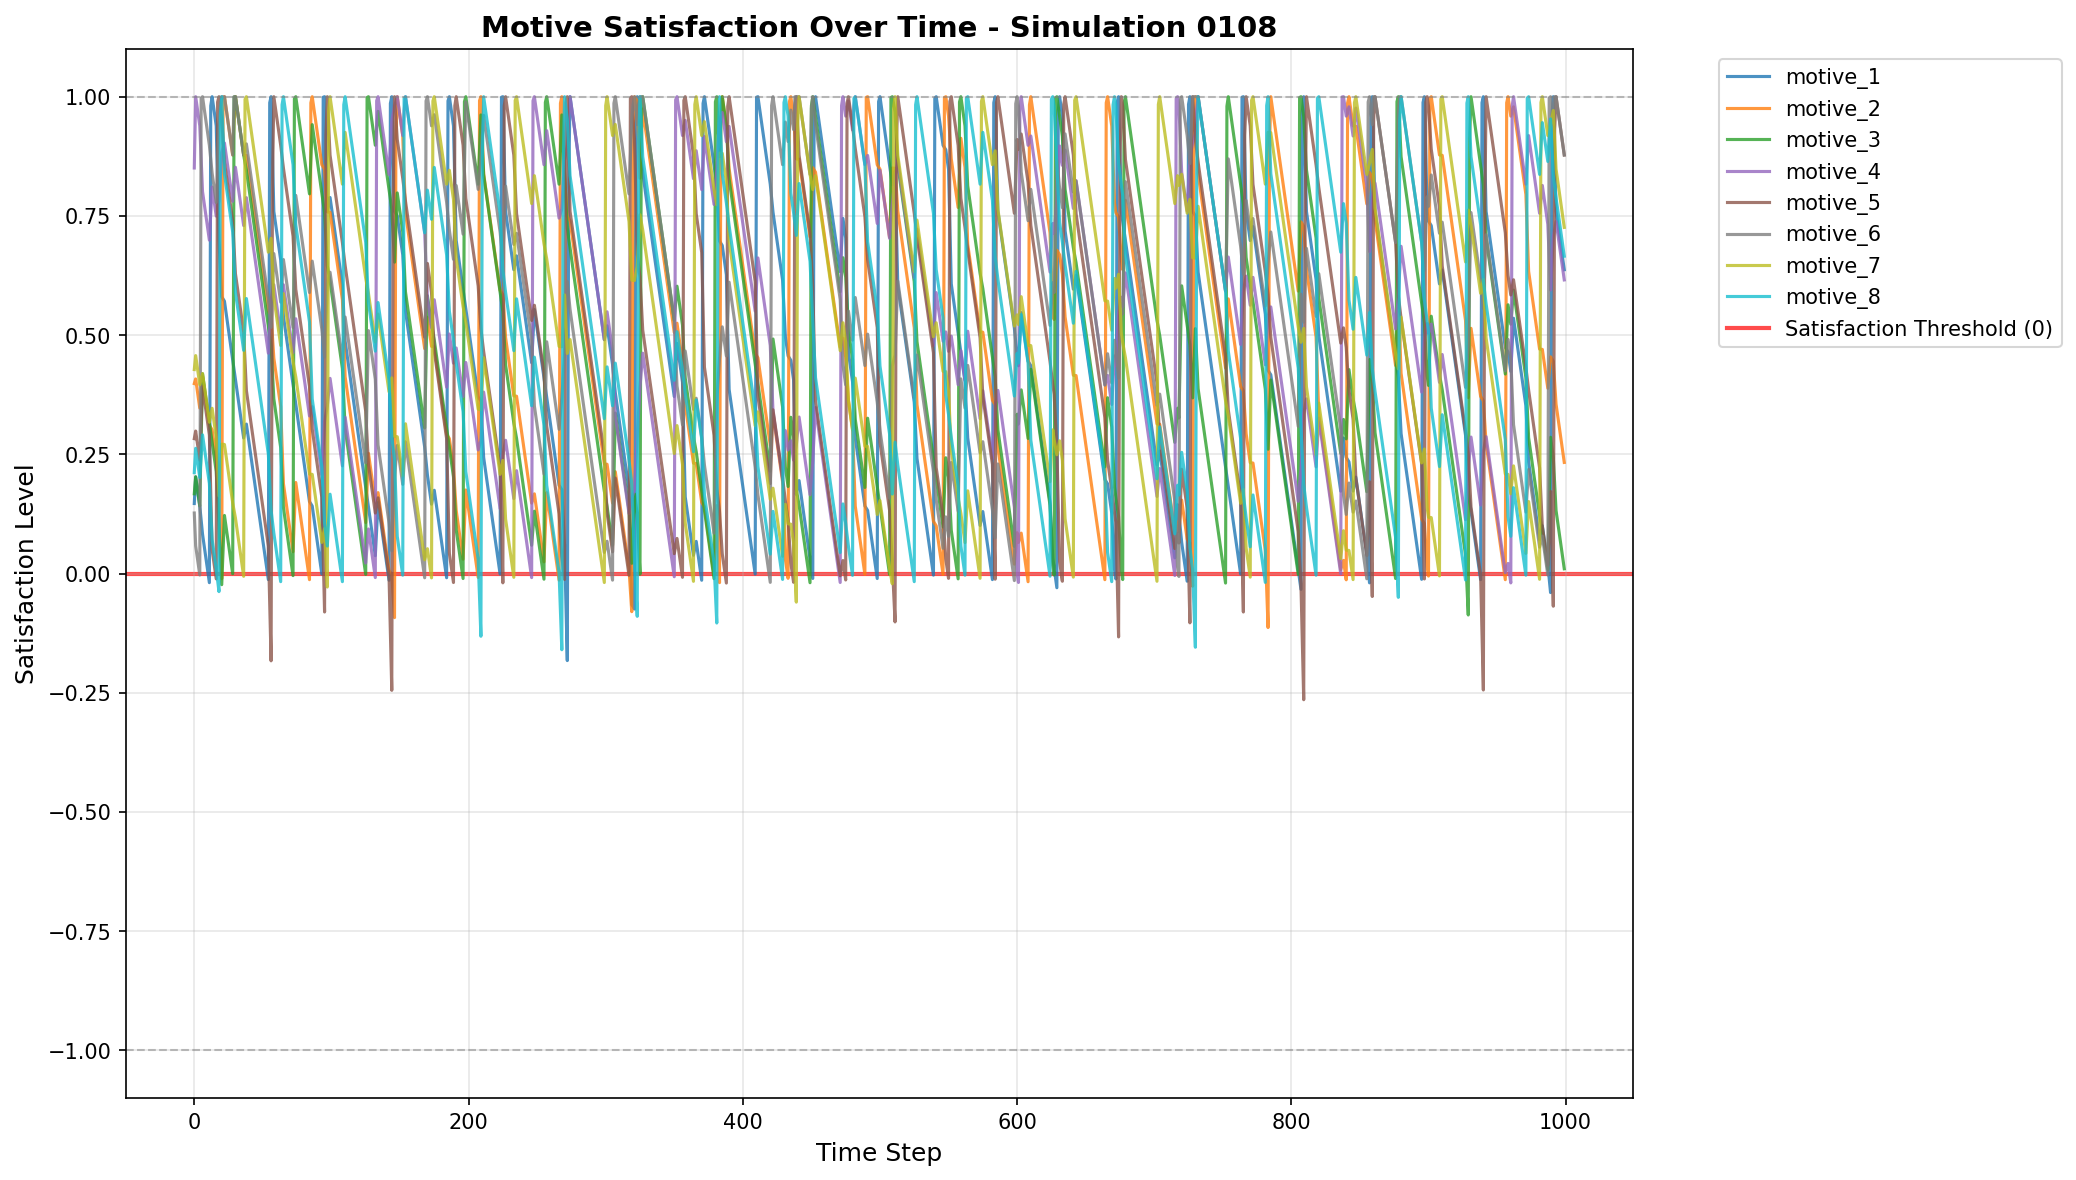 Motive Satisfaction Over Time - Simulation 0108
1.00
0.75
0.50
0.25
0.00
−0.25
−0.50
−0.75
−1.00
Satisfaction Level
0
200
400
600
800
1000
Time Step
motive_1
motive_2
motive_3
motive_4
motive_5
motive_6
motive_7
motive_8
Satisfaction Threshold (0)